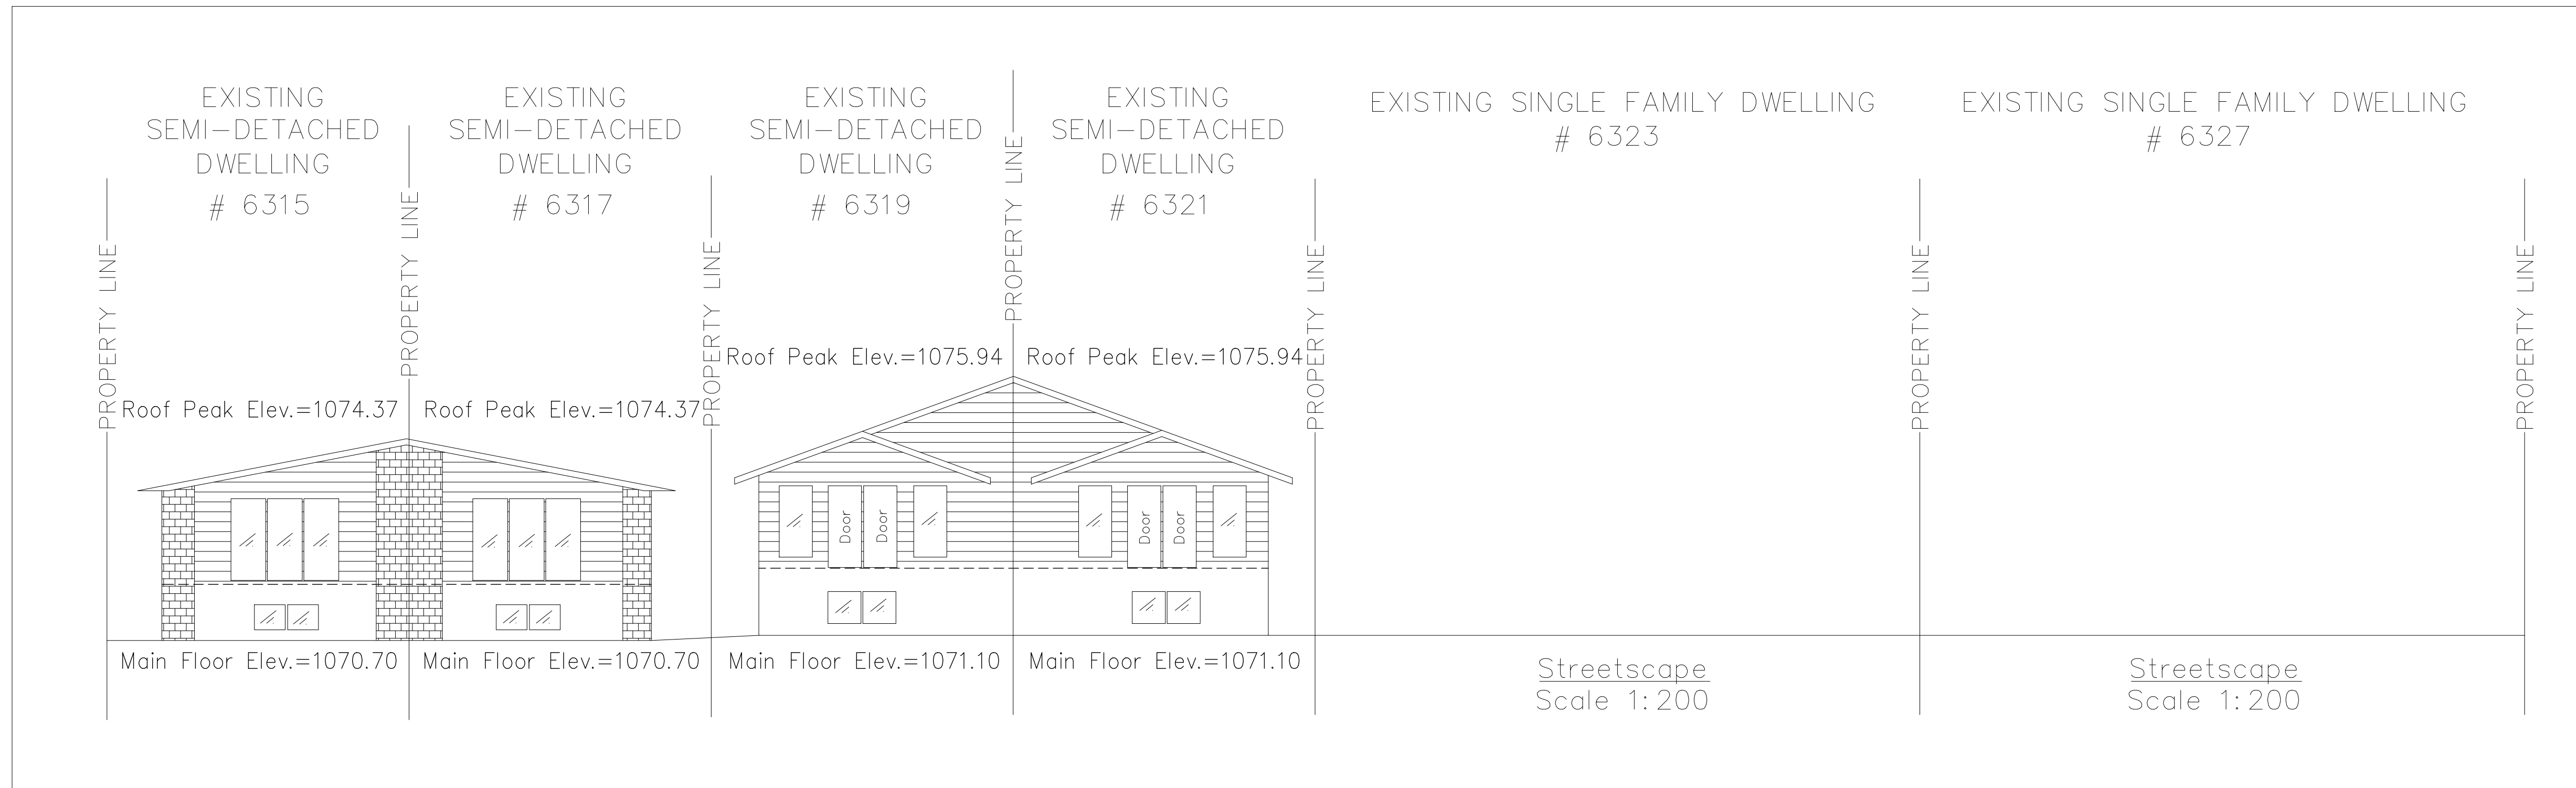 EXISTING
SEMI-DETACHED
DWELLING
# 6315
EXISTING
SEMI-DETACHED
DWELLING
# 6317
EXISTING
SEMI-DETACHED
DWELLING
# 6319
EXISTING
SEMI-DETACHED
DWELLING
# 6321
EXISTING SINGLE FAMILY DWELLING
# 6323
EXISTING SINGLE FAMILY DWELLING
# 6327
PROPERTY LINE
PROPERTY LINE
PROPERTY LINE
PROPERTY LINE
PROPERTY LINE
PROPERTY LINE
PROPERTY LINE
Roof Peak Elev.=1074.37
Roof Peak Elev.=1074.37
Roof Peak Elev.=1075.94
Roof Peak Elev.=1075.94
Door
Door
Door
Door
Main Floor Elev.=1070.70
Main Floor Elev.=1070.70
Main Floor Elev.=1071.10
Main Floor Elev.=1071.10
Streetscape
Scale 1:200
Streetscape
Scale 1:200